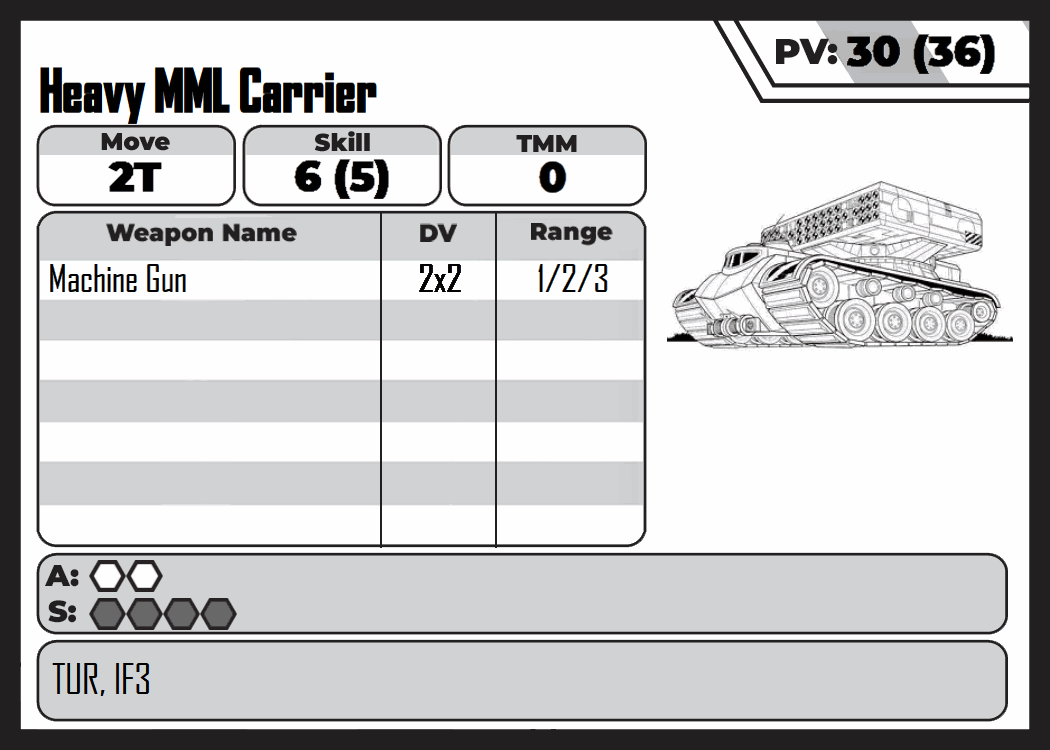 PV: 30 (36)
Heavy MML Carrier
Move Skill TMM
2T 6 (5) 0
Weapon Name DV Range
Machine Gun 2x2 1/2/3
A:
S:
TUR, IF3